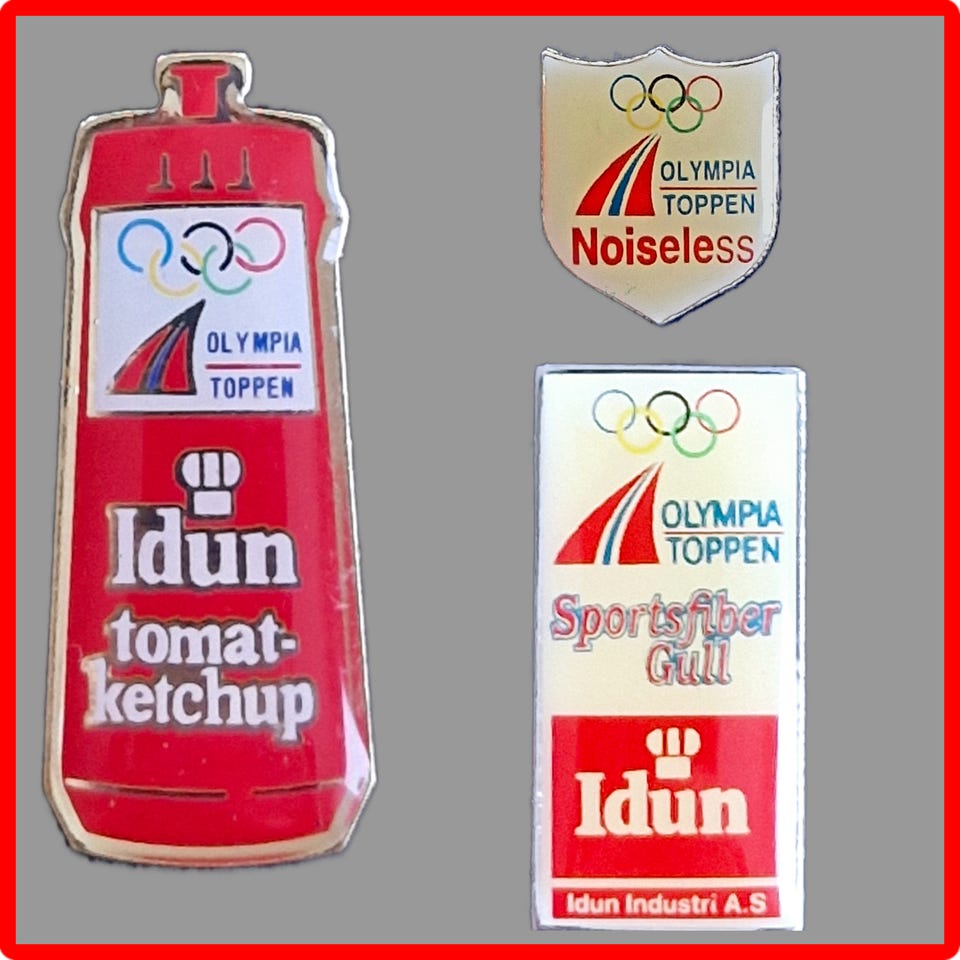 OLYMPIA
TOPPEN
Idun
tomat-
ketchup
OLYMPIA
TOPPEN
Noiseless
OLYMPIA
TOPPEN
Sportsfiber
Gull
Idun
Idun Industri A.S